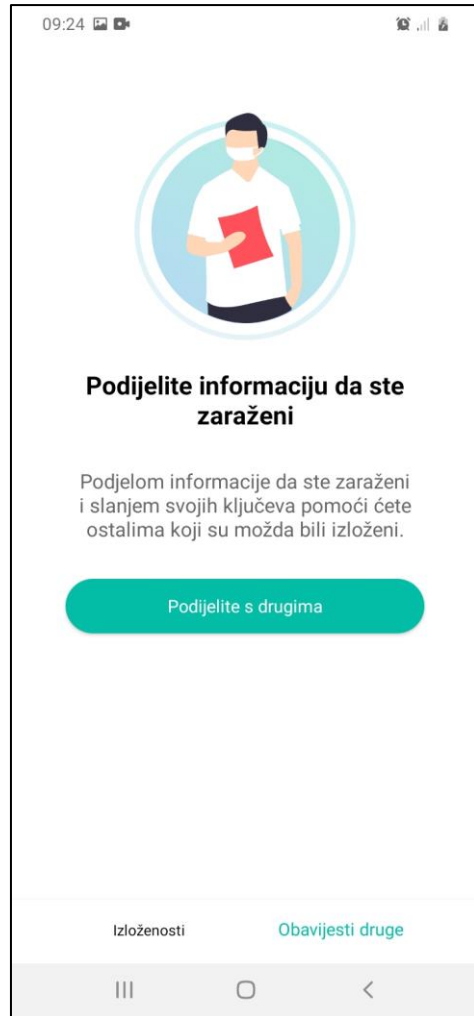 09:24
Podijelite informaciju da ste
zaraženi
Podjelom informacije da ste zaraženi
i slanjem svojih ključeva pomoći ćete
ostalima koji su možda bili izloženi.
Podijelite s drugima
Izloženosti
Obavijesti druge